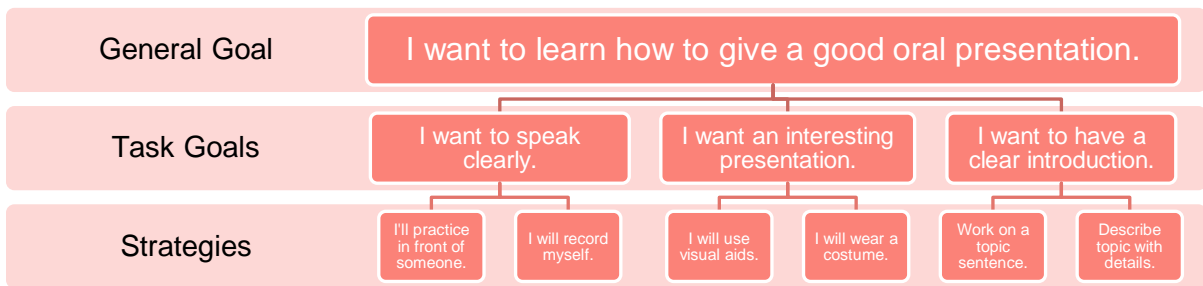 General Goal
I want to learn how to give a good oral presentation.
Task Goals
I want to speak
clearly.
I want an interesting
presentation.
I want to have a
clear introduction.
Strategies
I'll practice
in front of
someone.
I will record
myself.
I will use
visual aids.
I will wear a
costume.
Work on a
topic
sentence.
Describe
topic with
details.